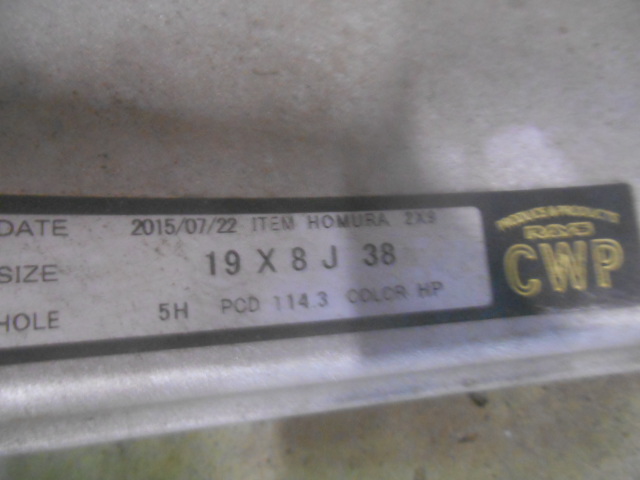 DATE 2015/07/22 ITEM HOMURA 2X9
SIZE 19 X 8 J 38
HOLE 5H PCD 114.3 COLOR HP
RAYS
CWP